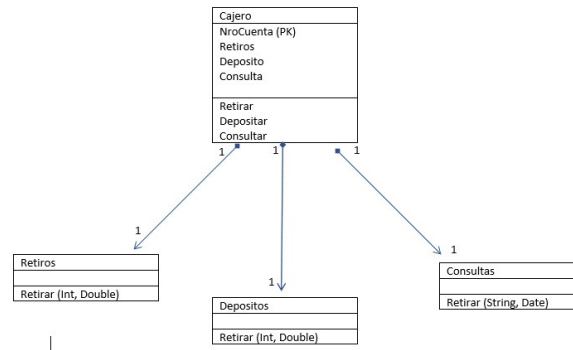 Cajero
NroCuenta (PK)
Retiros
Deposito
Consulta
Retirar
Depositar
Consultar
1
1
1
1
1
1
Retiros
Retirar (Int, Double)
Depositos
Retirar (Int, Double)
Consultas
Retirar (String, Date)